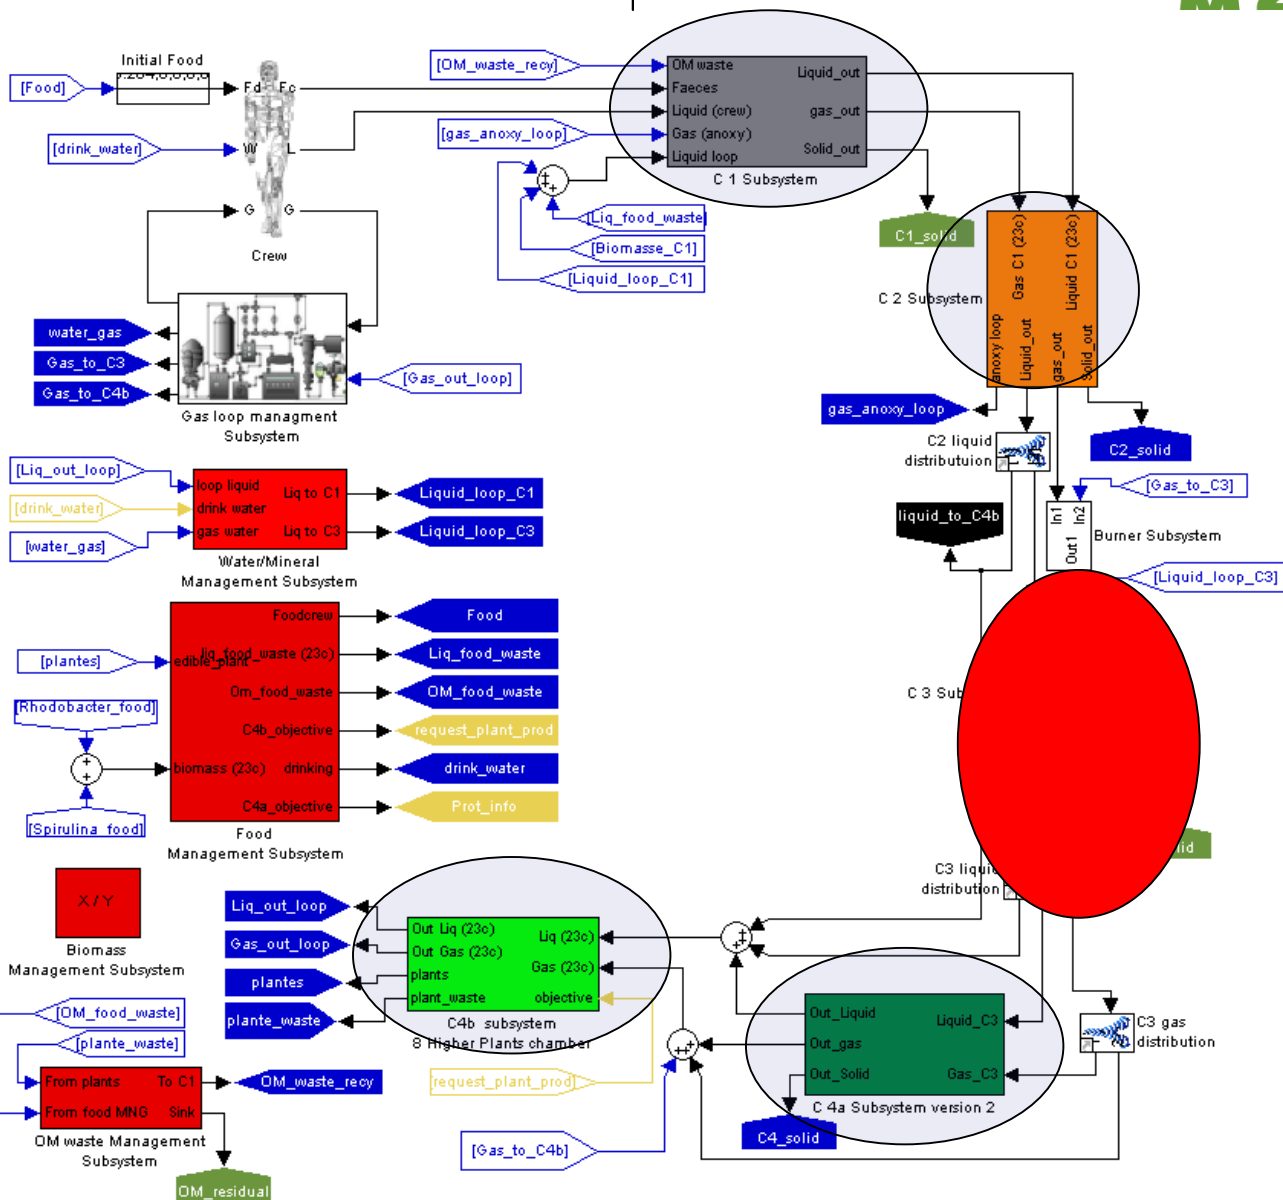 Initial Food
[Food]
Fd
Fc
[drink_water]
W
L
G
G
Crew
[OM_waste_recy]
[gas_anoxy_loop]
OM waste
Faeces
Liquid (crew)
Gas (anoxy)
Liquid loop
Liquid_out
gas_out
Solid_out
C 1 Subsystem
[Liq_food_waste]
[Biomasse_C1]
[Liquid_loop_C1]
C1_solid
Gas C1 (23c)
Liquid C1 (23c)
C 2 Subsystem
anoxy loop
Liquid_out
gas_out
Solid_out
water_gas
Gas_to_C3
Gas_to_C4b
[Gas_out_loop]
Gas loop managment
Subsystem
gas_anoxy_loop
C2 liquid
distributuion
C2_solid
[Gas_to_C3]
liquid_to_C4b
In1
In2
Out1
Burner Subsystem
[Liquid_loop_C3]
[Liq_out_loop]
[drink_water]
[water_gas]
loop liquid
drink water
gas water
Liq to C1
Liq to C3
Liquid_loop_C1
Liquid_loop_C3
Water/Mineral
Management Subsystem
[plantes]
[Rhodobacter_food]
[Spirulina_food]
Foodcrew
liq_food_waste (23c)
edible_plant
Om_food_waste
C4b_objective
biomass (23c)
drinking
C4a_objective
Food
Liq_food_waste
OM_food_waste
request_plant_prod
drink_water
Prot_info
Food
Management Subsystem
C 3 Sub
lid
C3 liquid
distribution
X / Y
Biomass
Management Subsystem
Liq_out_loop
Gas_out_loop
plantes
plante_waste
Out Liq (23c)
Out Gas (23c)
plants
plant_waste
Liq (23c)
Gas (23c)
objective
C4b subsystem
8 Higher Plants chamber
[request_plant_prod]
[Gas_to_C4b]
Out_Liquid
Out_gas
Out_Solid
Liquid_C3
Gas_C3
C 4a Subsystem version 2
C4_solid
C3 gas
distribution
[OM_food_waste]
[plante_waste]
From plants
From food MNG
To C1
Sink
OM_waste_recy
OM waste Management
Subsystem
OM_residual